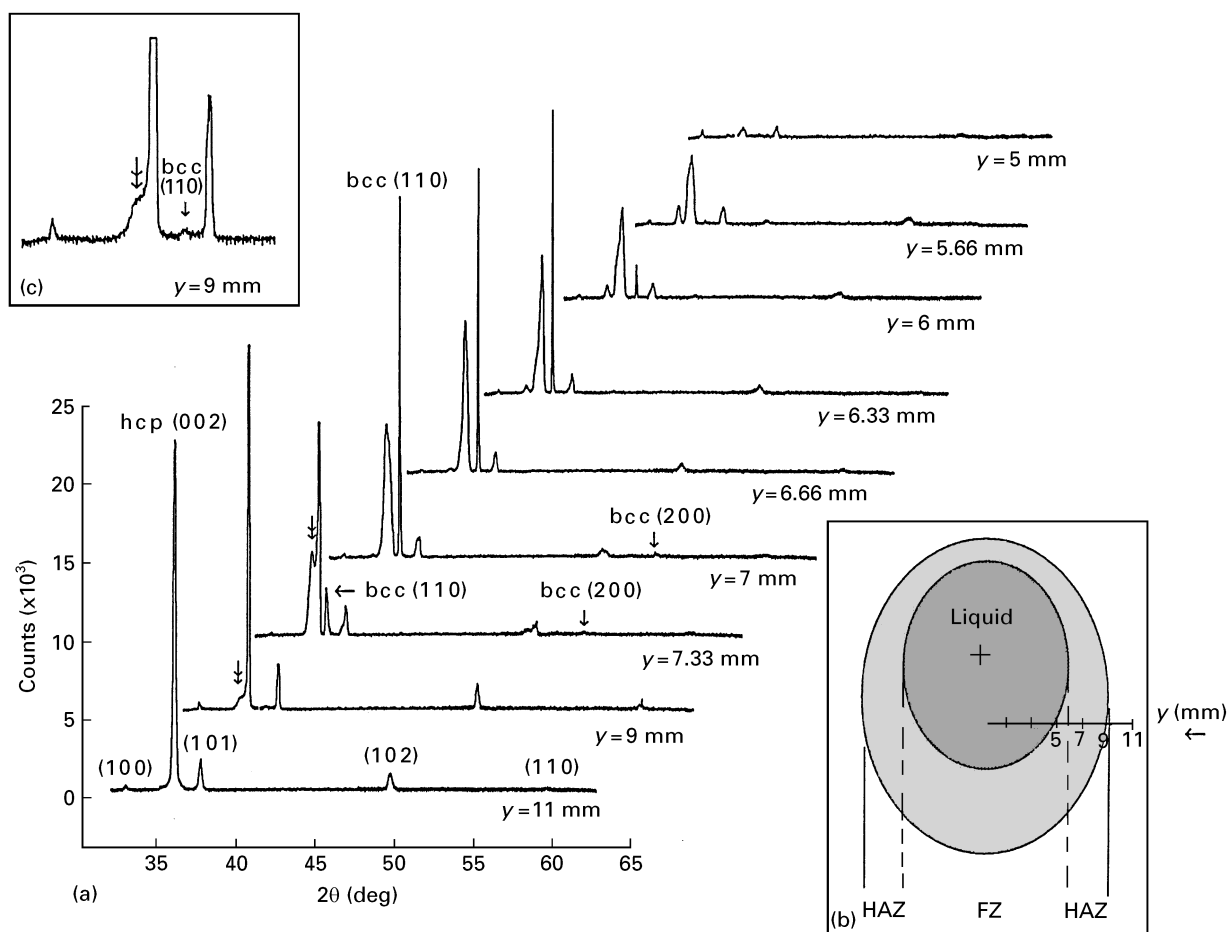 bcc
(110)
(c)
y=9 mm
y=5 mm
bcc (110)
y=5.66 mm
y=6 mm
y=6.33 mm
y=6.66 mm
bcc (200)
y=7 mm
bcc (110)
bcc (200)
y=7.33 mm
y=9 mm
hcp (002)
(100)
(101)
(102)
(110)
y=11 mm
25
20
15
10
5
0
Counts (x10³)
35
40
45
50
55
60
65
2θ (deg)
(a)
Liquid
y (mm)
5
7
9
11
HAZ
FZ
HAZ
(b)